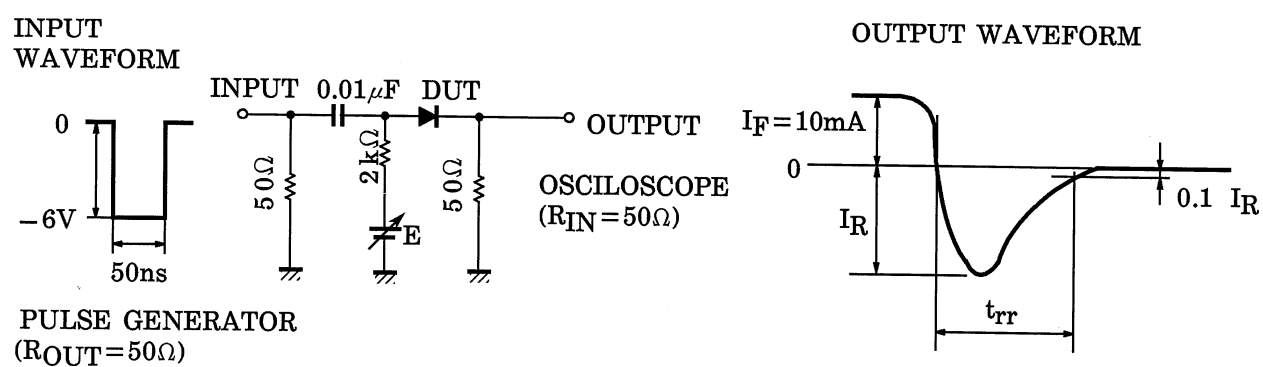 INPUT
WAVEFORM
0
−6V
50ns
PULSE GENERATOR
(ROUT=50Ω)
INPUT 0.01μF DUT
50Ω
2kΩ
E
50Ω
OUTPUT
OSCILOSCOPE
(RIN=50Ω)
OUTPUT WAVEFORM
IF=10mA
0
IR
0.1 IR
trr